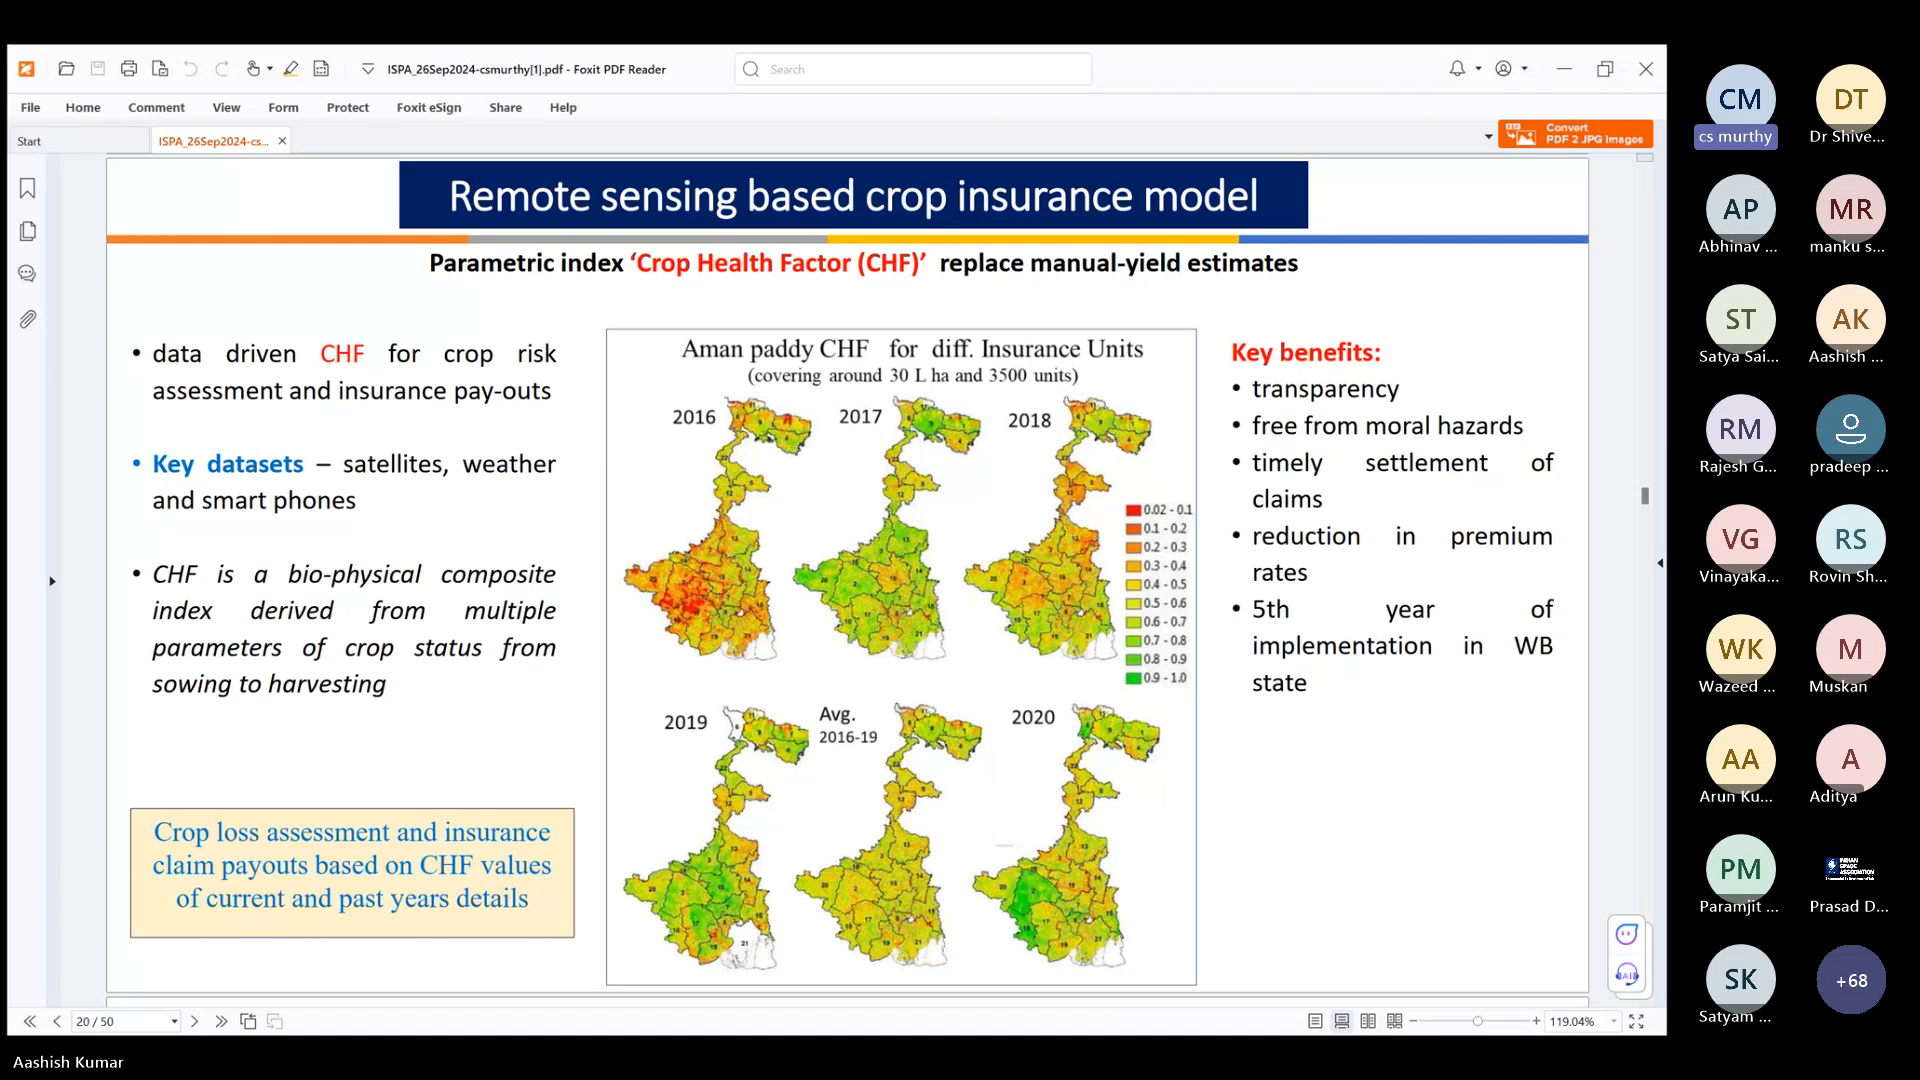 ISPA_26Sep2024-csmurthy[1].pdf - Foxit PDF Reader
Search
File Home Comment View Form Protect Foxit eSign Share Help
Start
ISPA_26Sep2024-cs...
Convert
PDF 2 JPG Images
Remote sensing based crop insurance model
Parametric index ‘Crop Health Factor (CHF)’ replace manual-yield estimates
• data driven CHF for crop risk
assessment and insurance pay-outs
• Key datasets – satellites, weather
and smart phones
• CHF is a bio-physical composite
index derived from multiple
parameters of crop status from
sowing to harvesting
Crop loss assessment and insurance
claim payouts based on CHF values
of current and past years details
Aman paddy CHF for diff. Insurance Units
(covering around 30 L ha and 3500 units)
2016
2017
2018
0.02 - 0.1
0.1 - 0.2
0.2 - 0.3
0.3 - 0.4
0.4 - 0.5
0.5 - 0.6
0.6 - 0.7
0.7 - 0.8
0.8 - 0.9
0.9 - 1.0
2019
Avg.
2016-19
2020
Key benefits:
• transparency
• free from moral hazards
• timely settlement of
claims
• reduction in premium
rates
• 5th year of
implementation in WB
state
20 / 50
119.04%
CM
cs murthy
DT
Dr Shive...
AP
Abhinav ...
MR
manku s...
ST
Satya Sai...
AK
Aashish ...
RM
Rajesh G...
pradeep ...
VG
Vinayaka...
RS
Rovin Sh...
WK
Wazeed ...
M
Muskan
AA
Arun Ku...
A
Aditya
PM
Paramjit ...
INDIAN
SPACE
ASSOCIATION
Prasad D...
SK
Satyam ...
+68
Aashish Kumar